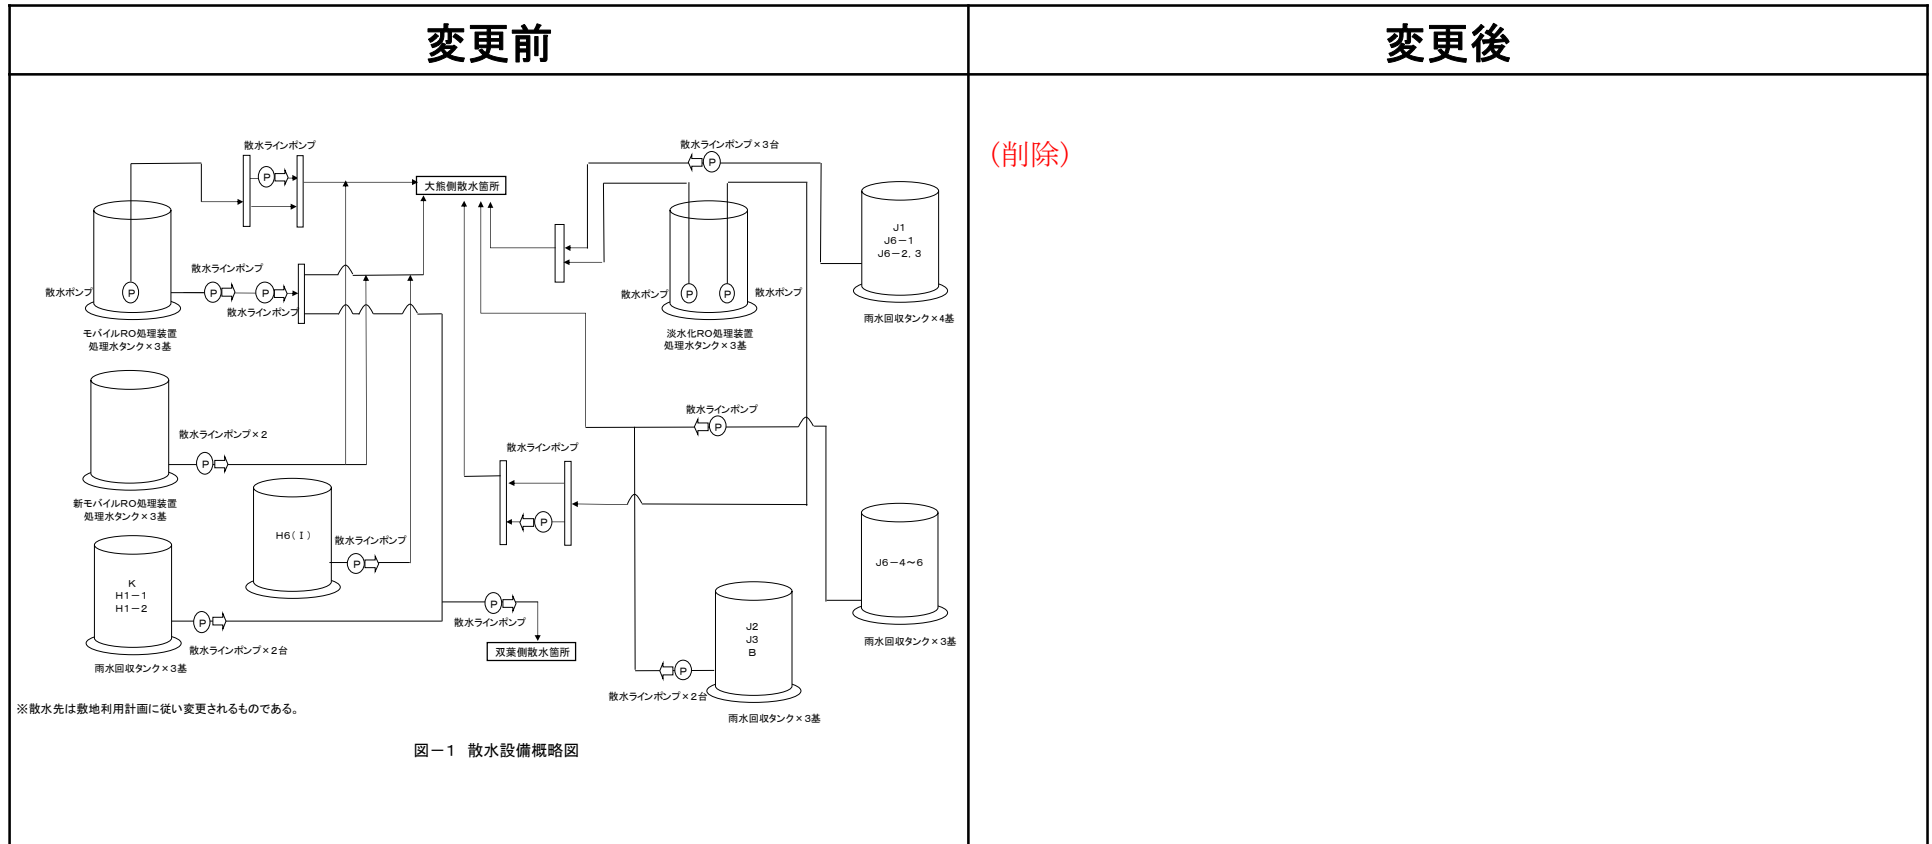 変更前
変更後
(削除)
散水ラインポンプ
P
大熊側散水箇所
散水ラインポンプ×3台
P
J1
J6－1
J6－2，3
雨水回収タンク×4基
散水ポンプ
P
モバイルRO処理装置
処理水タンク×3基
散水ラインポンプ
P
P
散水ラインポンプ
散水ポンプ
P
P
散水ポンプ
淡水化RO処理装置
処理水タンク×3基
散水ラインポンプ×2
P
新モバイルRO処理装置
処理水タンク×3基
散水ラインポンプ
P
散水ラインポンプ
P
H6(Ⅰ)
散水ラインポンプ
P
J6－4～6
雨水回収タンク×3基
K
H1－1
H1－2
P
散水ラインポンプ×2台
雨水回収タンク×3基
P
散水ラインポンプ
双葉側散水箇所
J2
J3
B
P
散水ラインポンプ×2台
雨水回収タンク×3基
※散水先は敷地利用計画に従い変更されるものである。
図－1　散水設備概略図